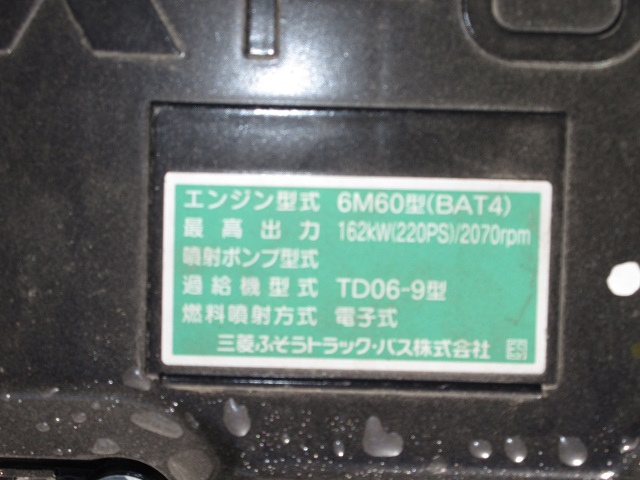 エンジン型式 6M60型(BAT4)
最高出力 162kW(220PS)/2070rpm
噴射ポンプ型式
過給機型式 TD06-9型
燃料噴射方式 電子式
三菱ふそうトラック・バス株式会社